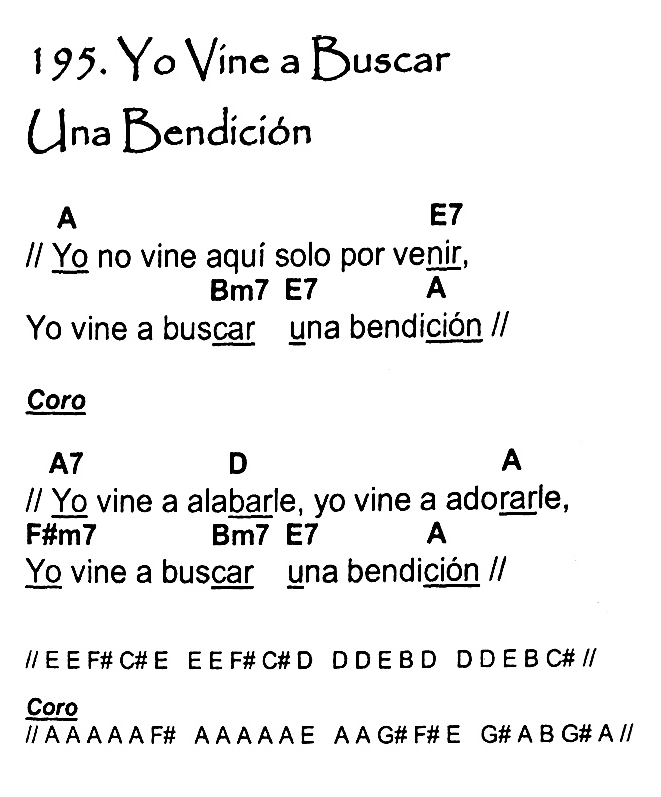 195. Yo Vine a Buscar
Una Bendición
A E7
// Yo no vine aquí solo por venir,
Bm7 E7 A
Yo vine a buscar una bendición //
Coro
A7 D A
// Yo vine a alabarle, yo vine a adorarle,
F#m7 Bm7 E7 A
Yo vine a buscar una bendición //
// E E F# C# E E E F# C# D D D E B D D D E B C# //
Coro
// A A A A A F# A A A A A E A A G# F# E G# A B G# A //